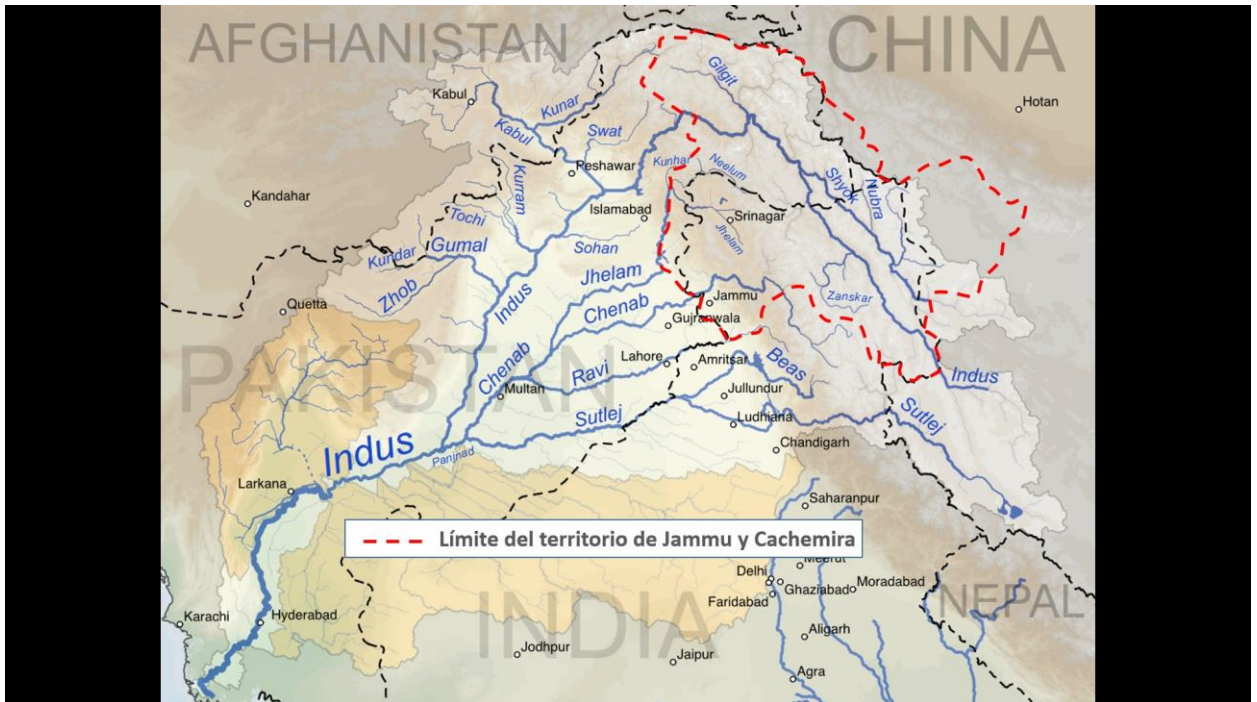 AFGHANISTAN
CHINA
Gilgit
Kabul
Kunar
Hotan
Kabul
Swat
Kunhar
Neelum
Peshawar
Shyok
Nubra
Kurram
Kandahar
Islamabad
Srinagar
Tochi
Jhelam
Gumal
Sohan
Kundar
Jhelam
Zhob
Indus
Zanskar
Quetta
Chenab
Jammu
Gujranwala
PAKISTAN
Chenab
Lahore
Amritsar
Beas
Ravi
Indus
Multan
Jullundur
Sutlej
Sutlej
Ludhiana
Indus
Panjnad
Chandigarh
Larkana
Saharanpur
Límite del territorio de Jammu y Cachemira
Meerut
Delhi
Ghaziabad
Moradabad
Faridabad
NEPAL
Karachi
Hyderabad
INDIA
Aligarh
Jodhpur
Jaipur
Agra